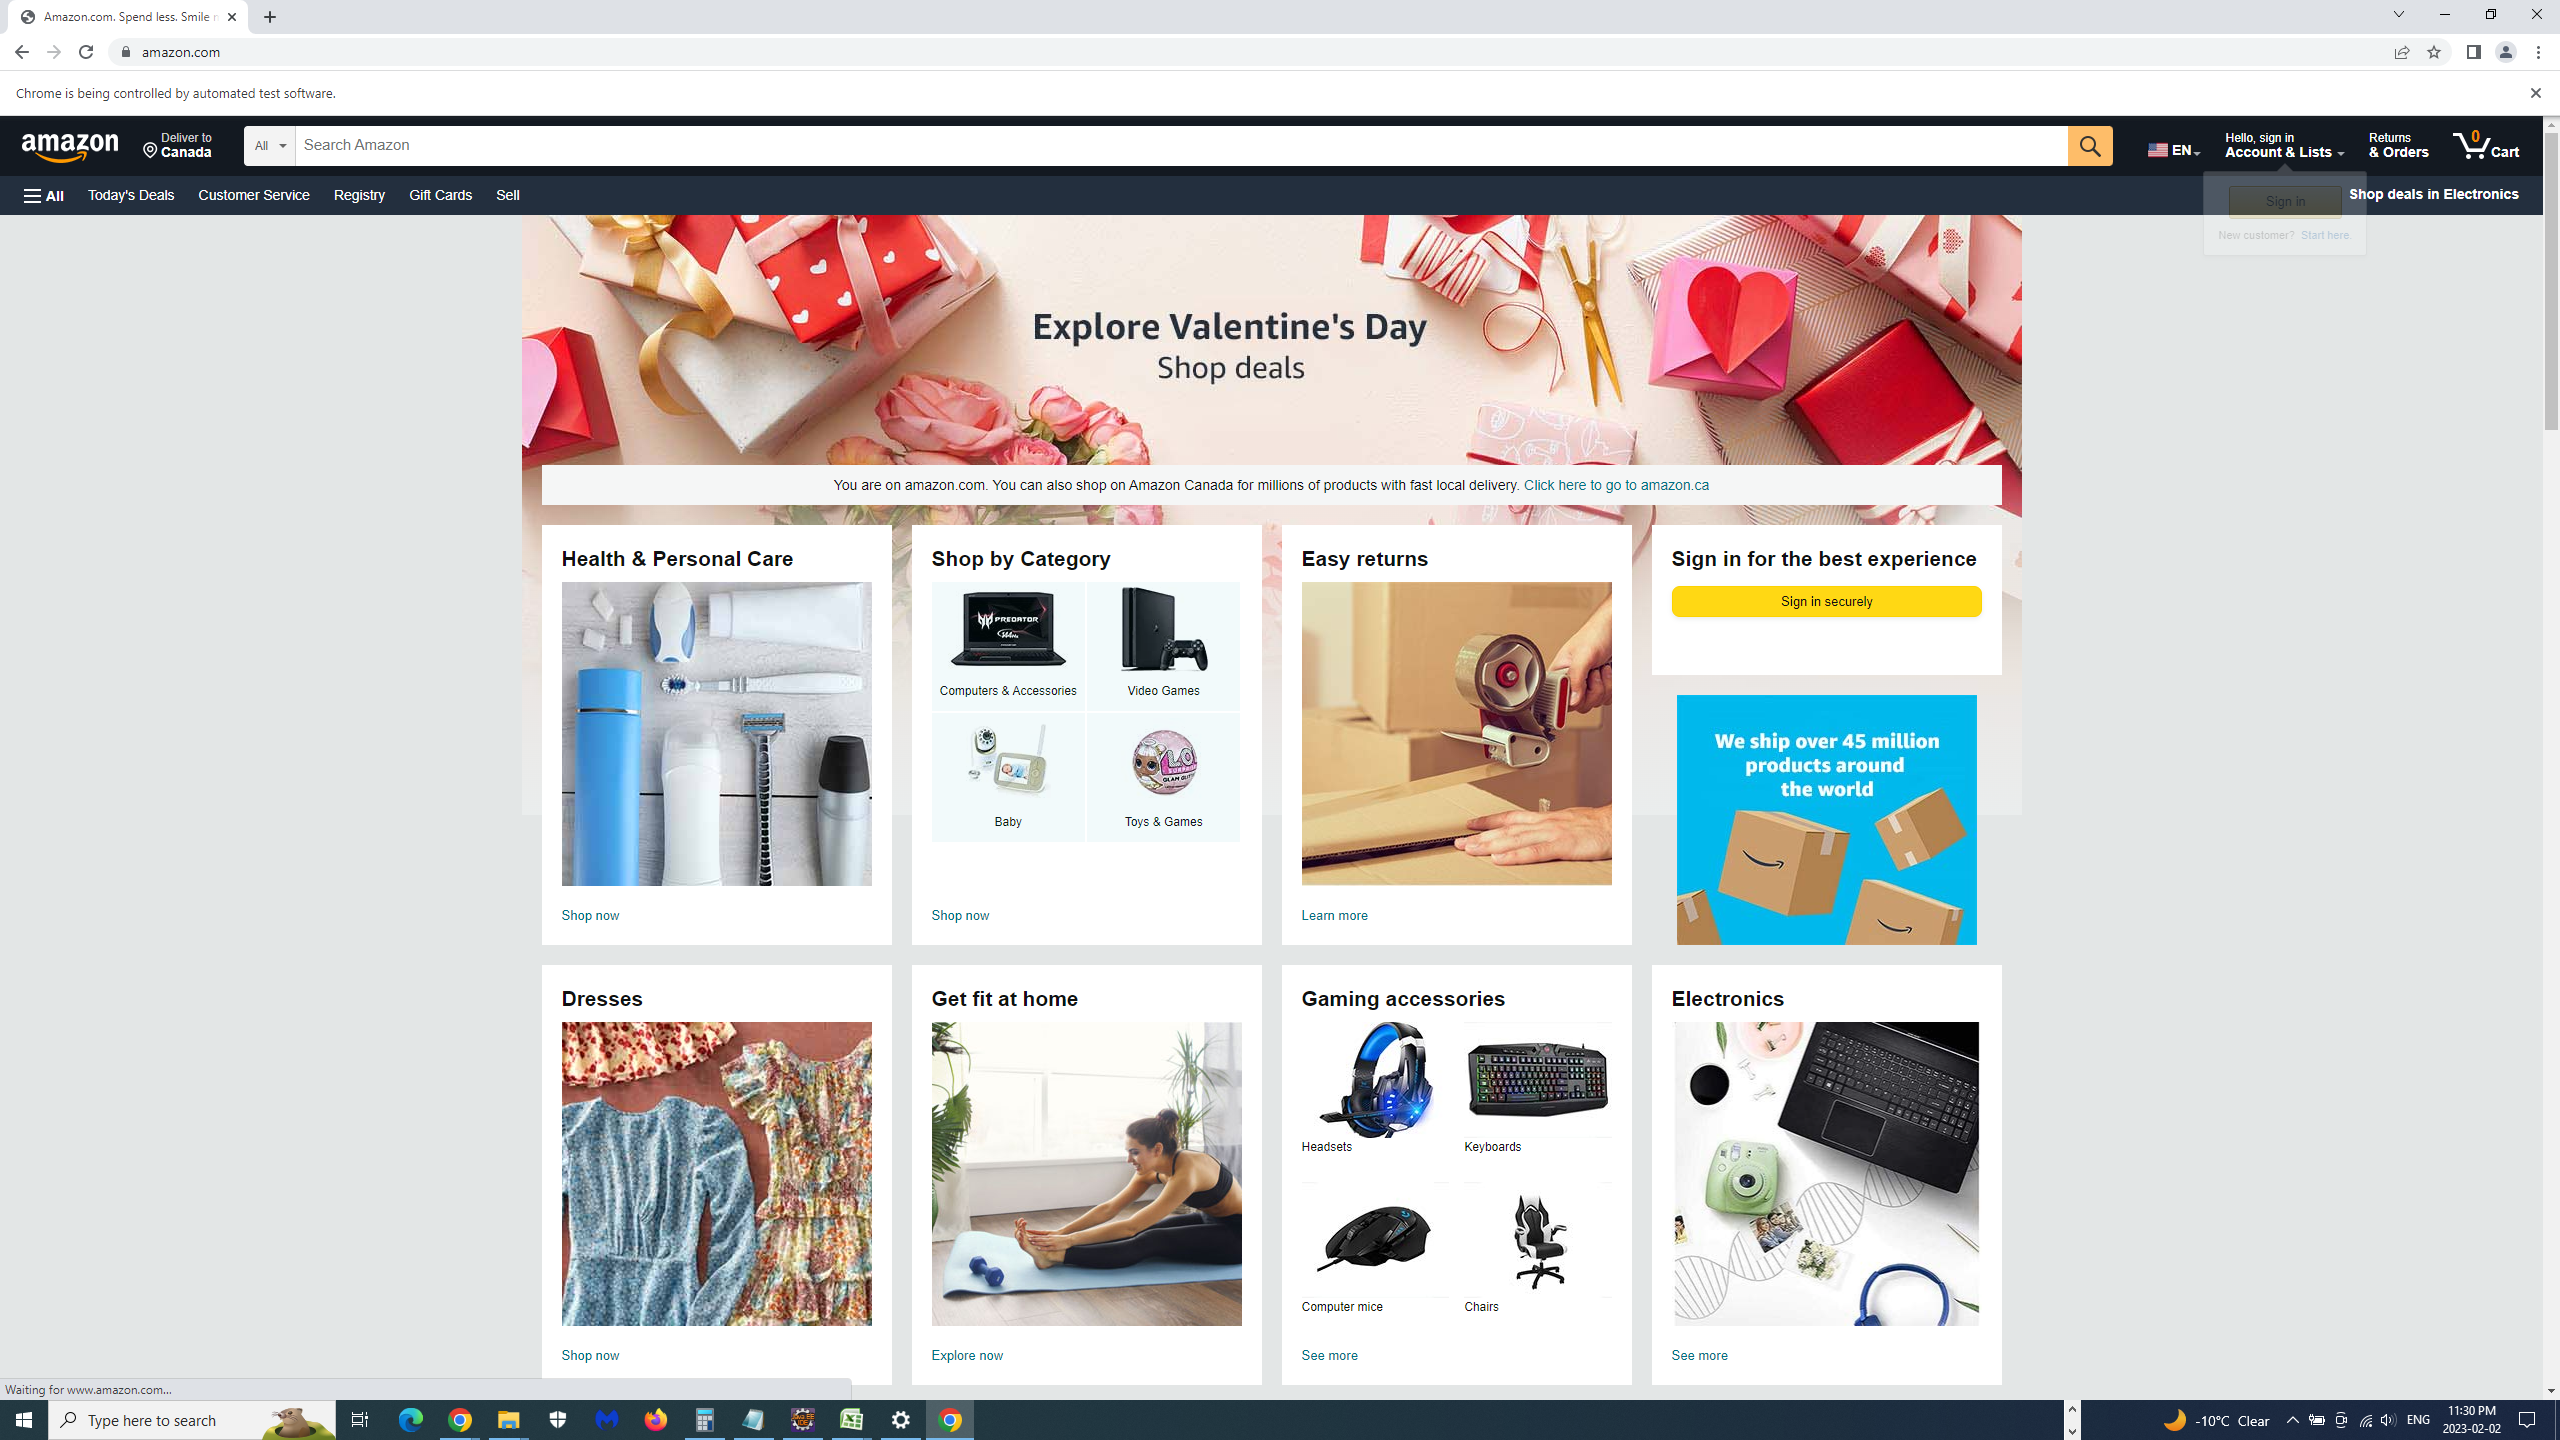 Amazon.com. Spend less. Smile m
amazon.com
Chrome is being controlled by automated test software.
amazon
Deliver to
Canada
All
Search Amazon
EN
Hello, sign in
Account & Lists
Returns
& Orders
0
Cart
All
Today's Deals
Customer Service
Registry
Gift Cards
Sell
Sign in
Shop deals in Electronics
New customer? Start here.
Explore Valentine's Day
Shop deals
You are on amazon.com. You can also shop on Amazon Canada for millions of products with fast local delivery. Click here to go to amazon.ca
Health & Personal Care
Shop now
Shop by Category
PREDATOR
Computers & Accessories
Video Games
Baby
Toys & Games
Shop now
Easy returns
Learn more
Sign in for the best experience
Sign in securely
We ship over 45 million
products around
the world
Dresses
Shop now
Get fit at home
Explore now
Gaming accessories
Headsets
Keyboards
Computer mice
Chairs
See more
Electronics
See more
Waiting for www.amazon.com...
Type here to search
-10°C Clear
ENG
11:30 PM
2023-02-02